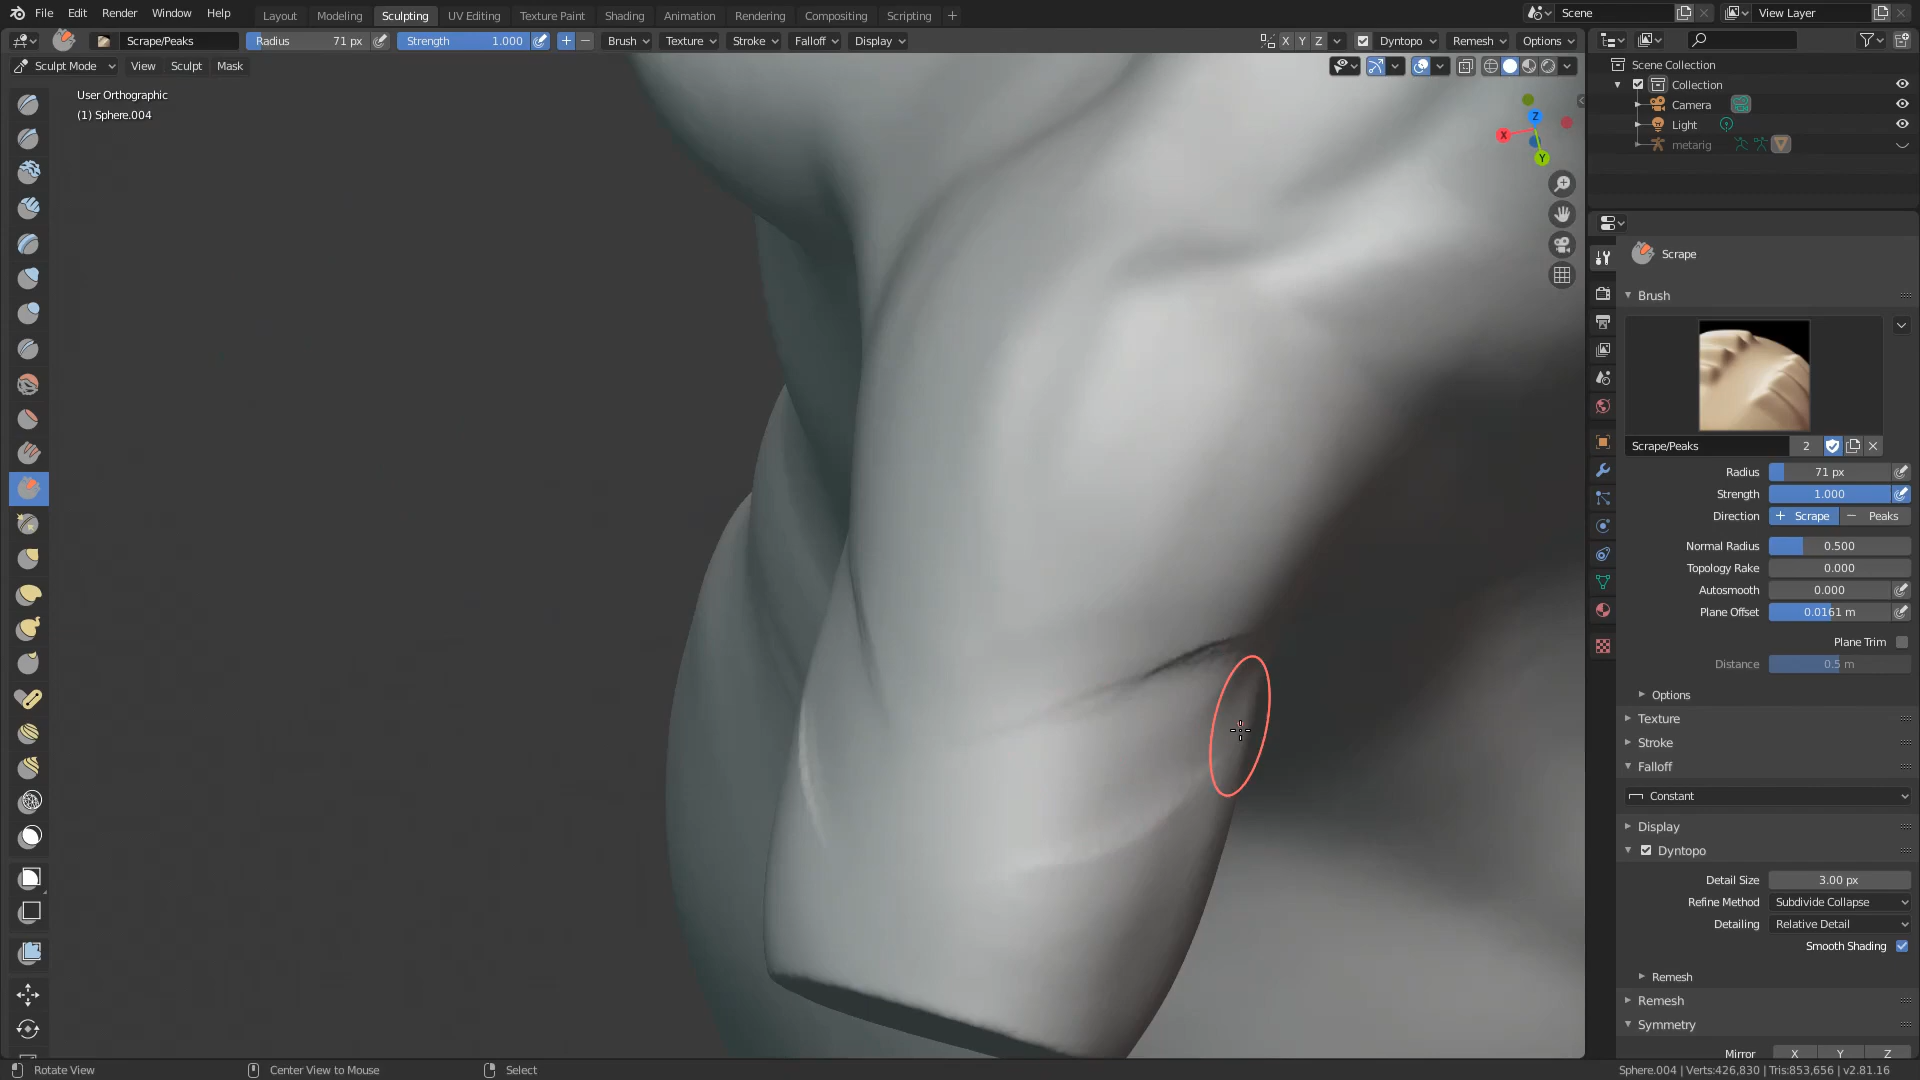 File Edit Render Window Help Layout Modeling Sculpting UV Editing Texture Paint Shading Animation Rendering Compositing Scripting Scene View Layer
Scrape/Peaks Radius 71 px Strength 1.000 Brush Texture Stroke Falloff Display X Y Z Dyntopo Remesh Options
Sculpt Mode View Sculpt Mask
User Orthographic
(1) Sphere.004
Z
X
Y
Scene Collection
Collection
Camera
Light
metarig
Scrape
Brush
Scrape/Peaks 2
Radius 71 px
Strength 1.000
Direction Scrape Peaks
Normal Radius 0.500
Topology Rake 0.000
Autosmooth 0.000
Plane Offset 0.0161 m
Plane Trim
Distance 0.5 m
Options
Texture
Stroke
Falloff
Constant
Display
Dyntopo
Detail Size 3.00 px
Refine Method Subdivide Collapse
Detailing Relative Detail
Smooth Shading
Remesh
Remesh
Symmetry
Mirror X Y Z
Rotate View Center View to Mouse Select Sphere.004 | Verts:426,830 | Tris:853,656 | v2.81.16